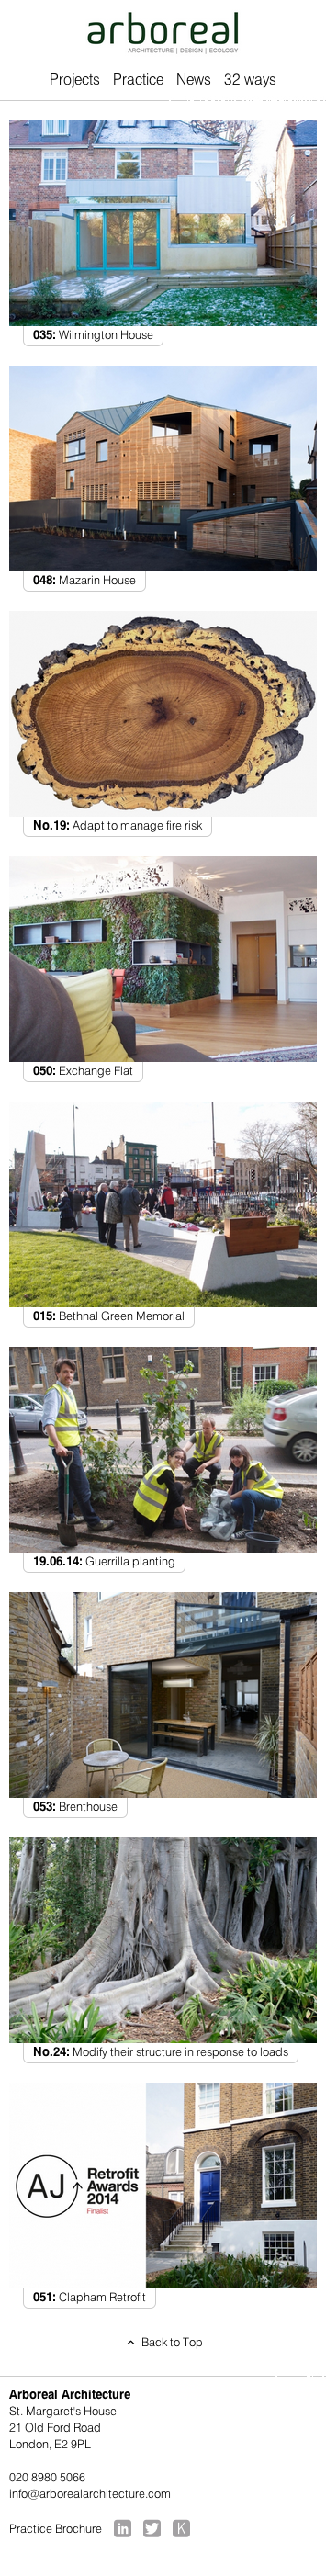 arboreal
ARCHITECTURE | DESIGN | ECOLOGY
Projects Practice News 32 ways
035: Wilmington House
048: Mazarin House
No.19: Adapt to manage fire risk
050: Exchange Flat
015: Bethnal Green Memorial
19.06.14: Guerrilla planting
053: Brenthouse
No.24: Modify their structure in response to loads
AJ Retrofit
Awards
2014
Finalist
051: Clapham Retrofit
Back to Top
Arboreal Architecture
St. Margaret's House
21 Old Ford Road
London, E2 9PL
020 8980 5066
info@arborealarchitecture.com
Practice Brochure in K